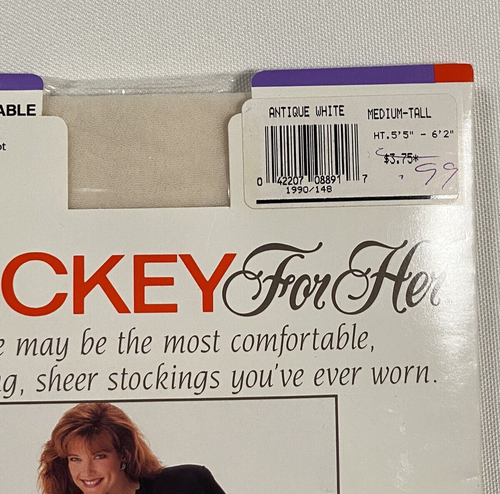 ABLE
ot
ANTIQUE WHITE MEDIUM-TALL
HT.5'5" - 6'2"
$3.75*
.99
0 42207 08891 7
1990/148
CKEY For Her
e may be the most comfortable,
g, sheer stockings you've ever worn.